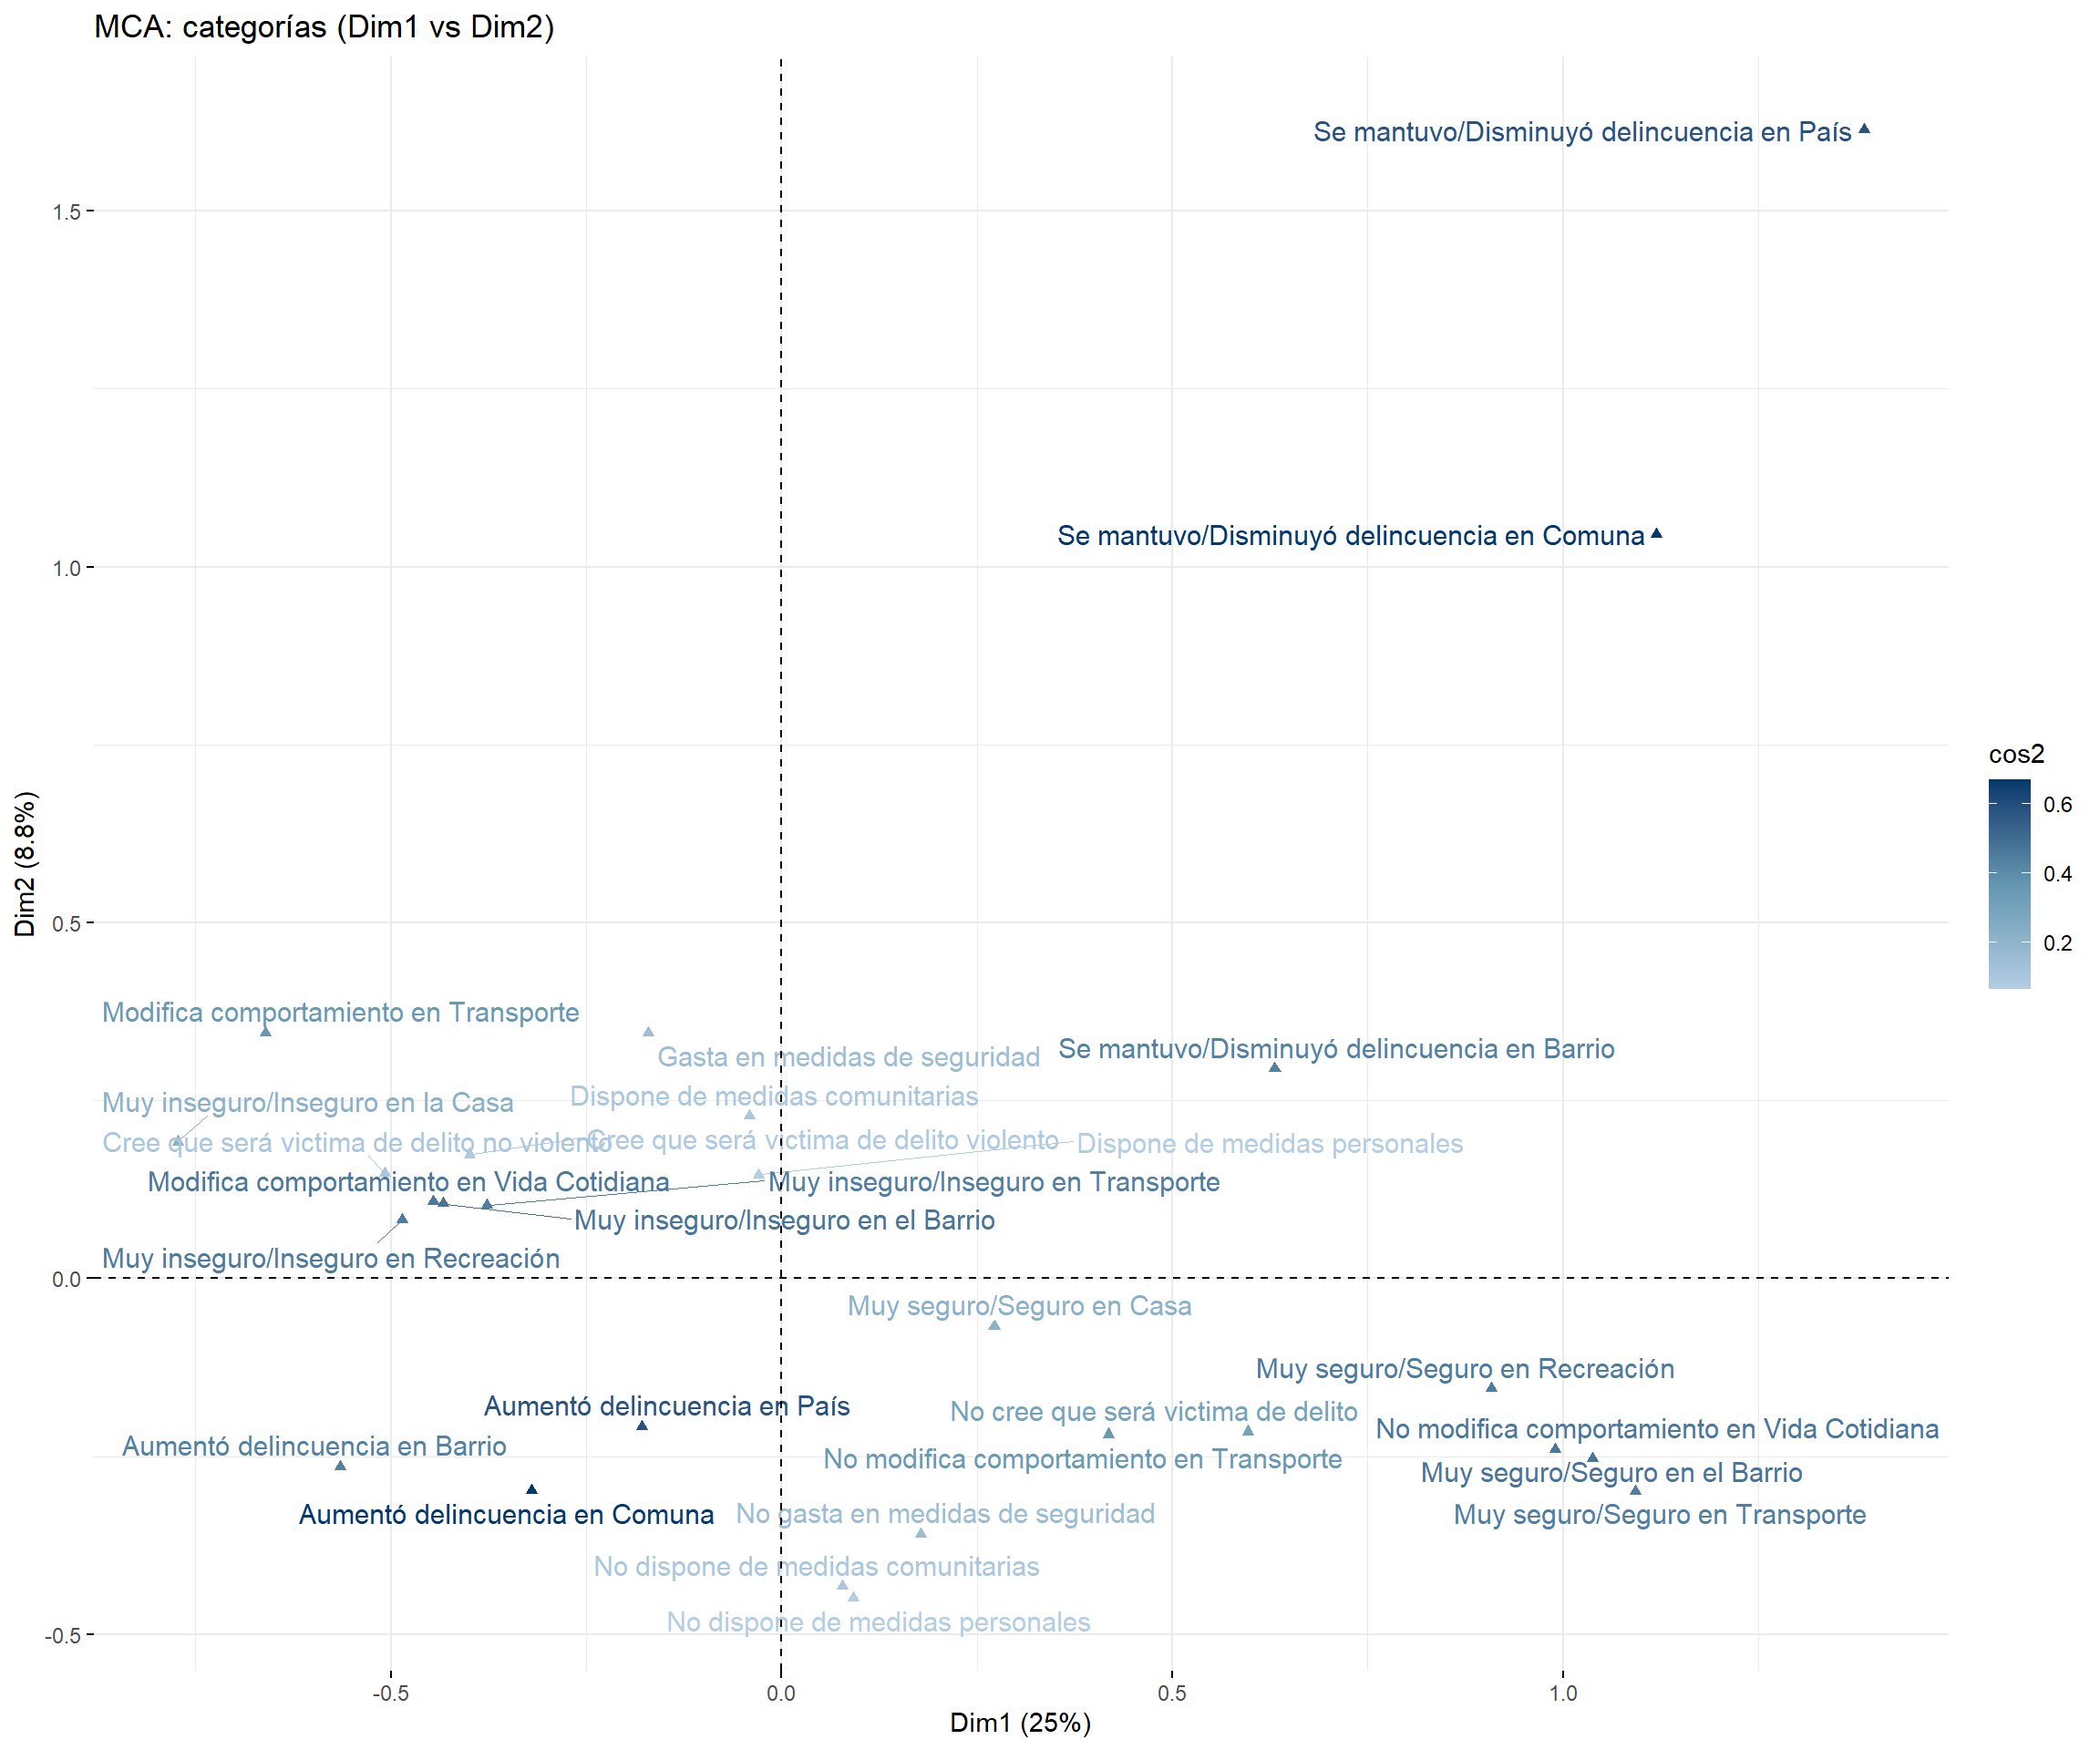 MCA: categorías (Dim1 vs Dim2)
Se mantuvo/Disminuyó delincuencia en País
1.5
Se mantuvo/Disminuyó delincuencia en Comuna
1.0
cos2
0.6
0.4
0.2
Dim2 (8.8%)
0.5
Modifica comportamiento en Transporte
Se mantuvo/Disminuyó delincuencia en Barrio
Gasta en medidas de seguridad
Dispone de medidas comunitarias
Muy inseguro/Inseguro en la Casa
Cree que será victima de delito no violento
Cree que será victima de delito violento
Dispone de medidas personales
Modifica comportamiento en Vida Cotidiana
Muy inseguro/Inseguro en Transporte
Muy inseguro/Inseguro en el Barrio
Muy inseguro/Inseguro en Recreación
0.0
Muy seguro/Seguro en Casa
Muy seguro/Seguro en Recreación
Aumentó delincuencia en País
No cree que será victima de delito
No modifica comportamiento en Vida Cotidiana
Aumentó delincuencia en Barrio
No modifica comportamiento en Transporte
Muy seguro/Seguro en el Barrio
Aumentó delincuencia en Comuna
No gasta en medidas de seguridad
Muy seguro/Seguro en Transporte
No dispone de medidas comunitarias
No dispone de medidas personales
-0.5
-0.5
0.0
0.5
1.0
Dim1 (25%)